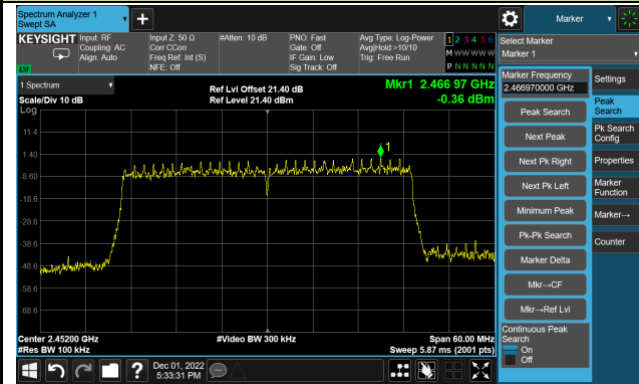 Spectrum Analyzer 1
Swept SA
+
Marker
KEYSIGHT
Input: RF
Coupling: AC
Align: Auto
Input Z: 50 Ω
Corr CCorr
Freq Ref: Int (S)
NFE: Off
#Atten: 10 dB
PNO: Fast
Gate: Off
IF Gain: Low
Sig Track: Off
Avg Type: Log-Power
Avg|Hold:>10/10
Trig: Free Run
1 2 3 4 5 6
M W W W W W
P N N N N N
Select Marker
Marker 1
1 Spectrum
Scale/Div 10 dB
Log
Ref Lvl Offset 21.40 dB
Ref Level 21.40 dBm
Mkr1 2.466 97 GHz
-0.36 dBm
11.4
1.40
-8.60
-18.6
-28.6
-38.6
-48.6
-58.6
-68.6
1
Center 2.45200 GHz
#Res BW 100 kHz
#Video BW 300 kHz
Span 60.00 MHz
Sweep 5.87 ms (2001 pts)
Marker Frequency
2.466970000 GHz
Peak Search
Next Peak
Next Pk Right
Next Pk Left
Minimum Peak
Pk-Pk Search
Marker Delta
Mkr→CF
Mkr→Ref Lvl
Continuous Peak
Search
On
Off
Settings
Peak
Search
Pk Search
Config
Properties
Marker
Function
Marker→
Counter
Dec 01, 2022
5:33:31 PM